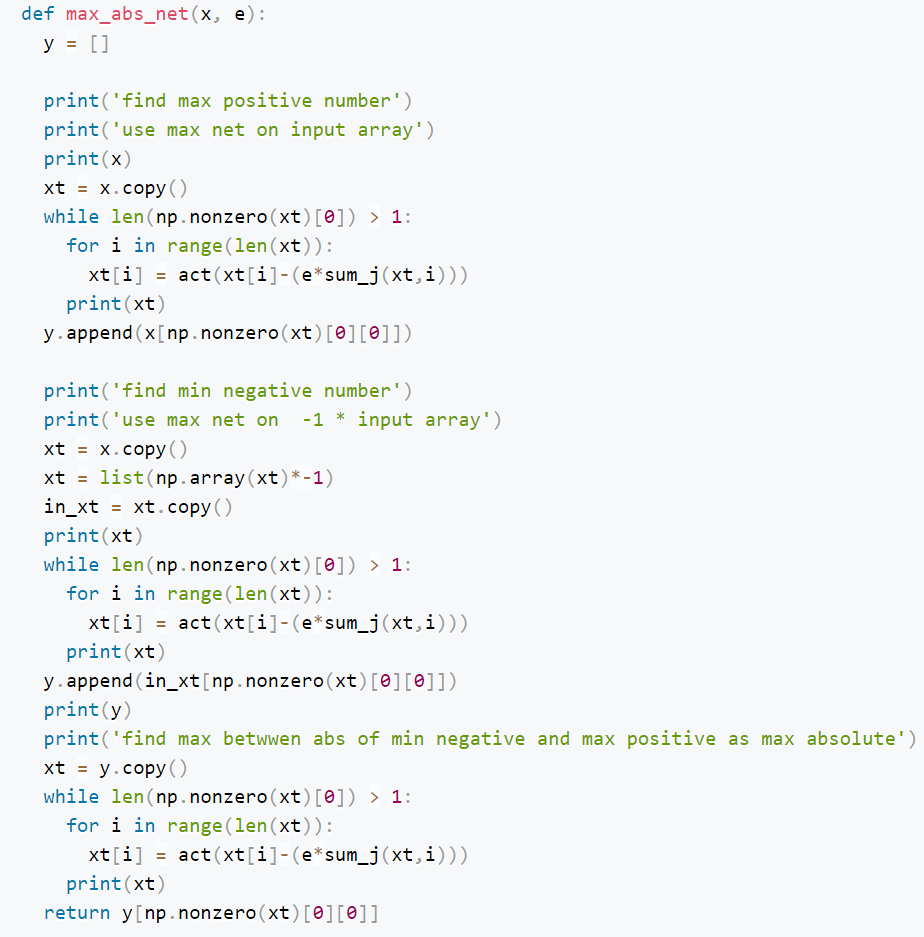 def max_abs_net(x, e):
  y = []

  print('find max positive number')
  print('use max net on input array')
  print(x)
  xt = x.copy()
  while len(np.nonzero(xt)[0]) > 1:
    for i in range(len(xt)):
      xt[i] = act(xt[i]-(e*sum_j(xt,i)))
    print(xt)
  y.append(x[np.nonzero(xt)[0][0]])

  print('find min negative number')
  print('use max net on  -1 * input array')
  xt = x.copy()
  xt = list(np.array(xt)*-1)
  in_xt = xt.copy()
  print(xt)
  while len(np.nonzero(xt)[0]) > 1:
    for i in range(len(xt)):
      xt[i] = act(xt[i]-(e*sum_j(xt,i)))
    print(xt)
  y.append(in_xt[np.nonzero(xt)[0][0]])
  print(y)
  print('find max betwwen abs of min negative and max positive as max absolute')
  xt = y.copy()
  while len(np.nonzero(xt)[0]) > 1:
    for i in range(len(xt)):
      xt[i] = act(xt[i]-(e*sum_j(xt,i)))
    print(xt)
  return y[np.nonzero(xt)[0][0]]